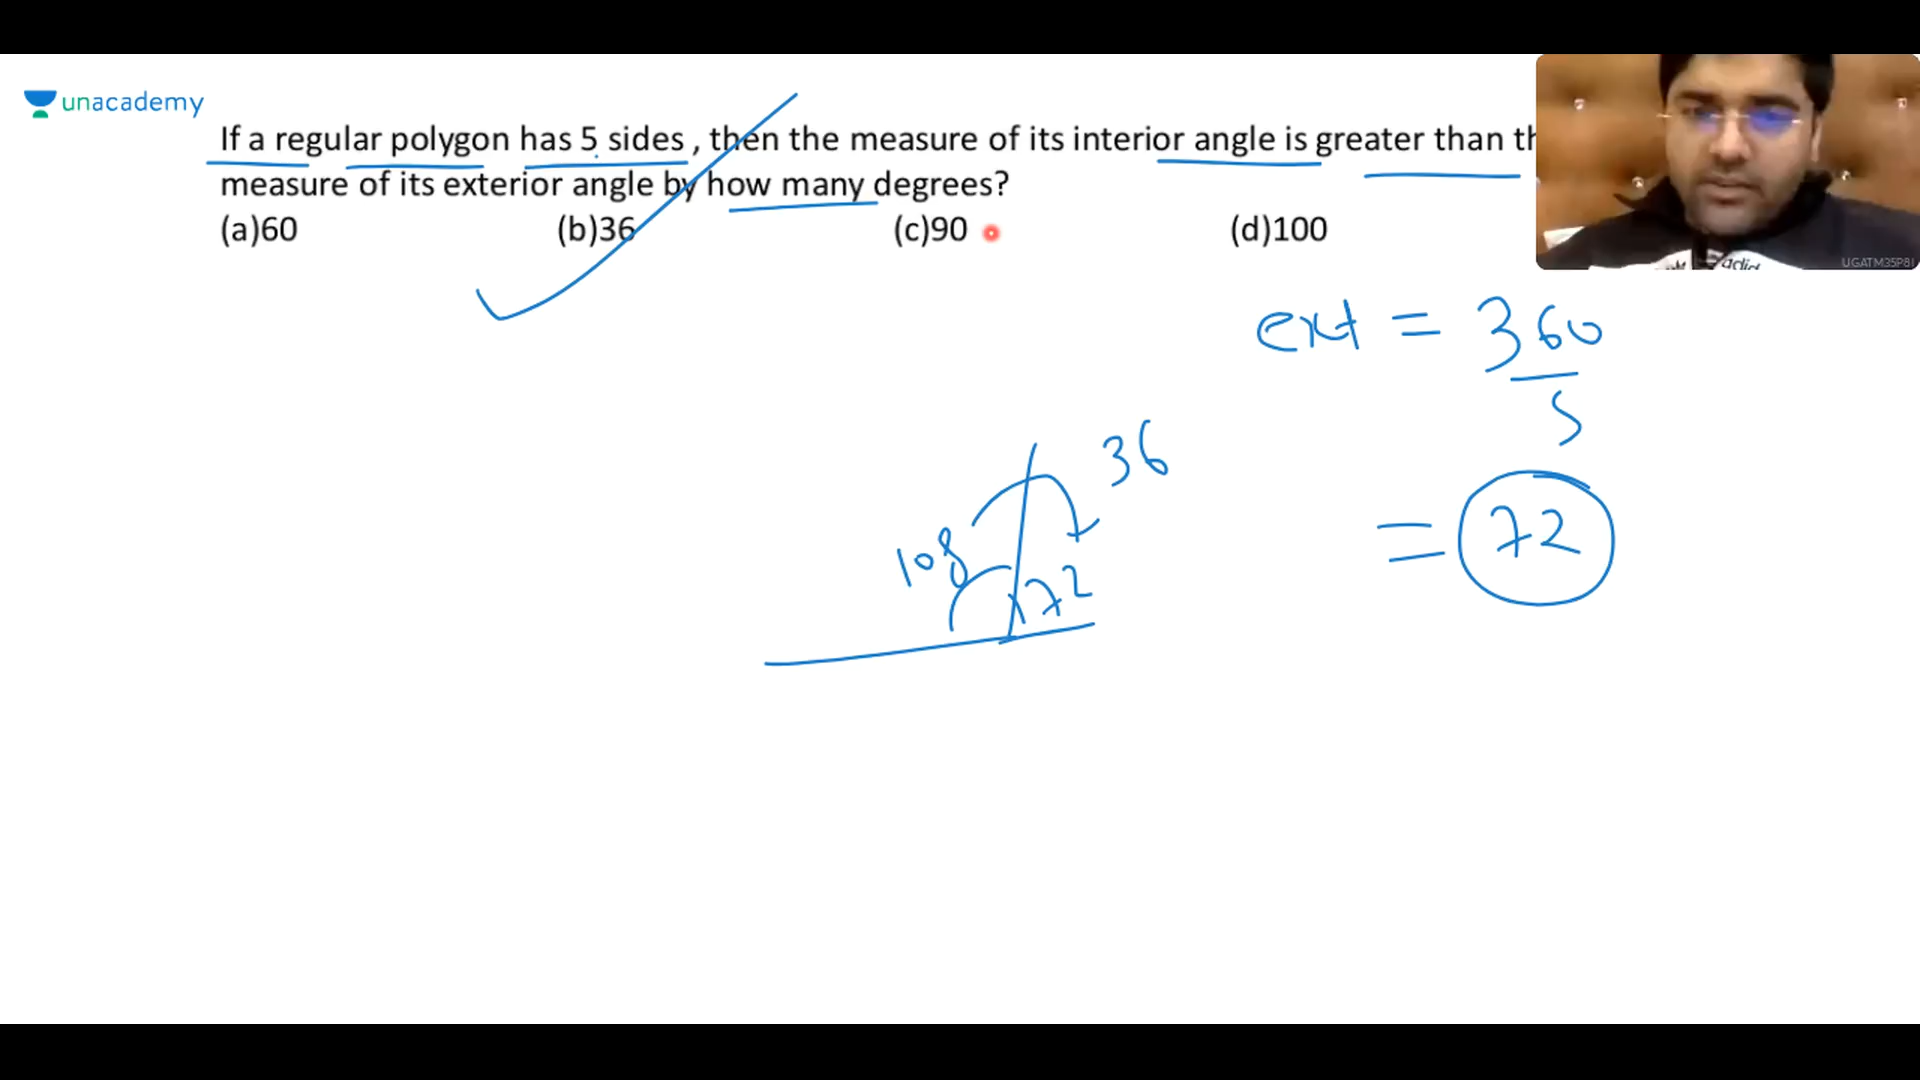 unacademy
If a regular polygon has 5 sides , then the measure of its interior angle is greater than th
measure of its exterior angle by how many degrees?
(a)60 (b)36 (c)90 (d)100
adid
UGATM35P8I
ext = 360
5
= 72
36
108
72